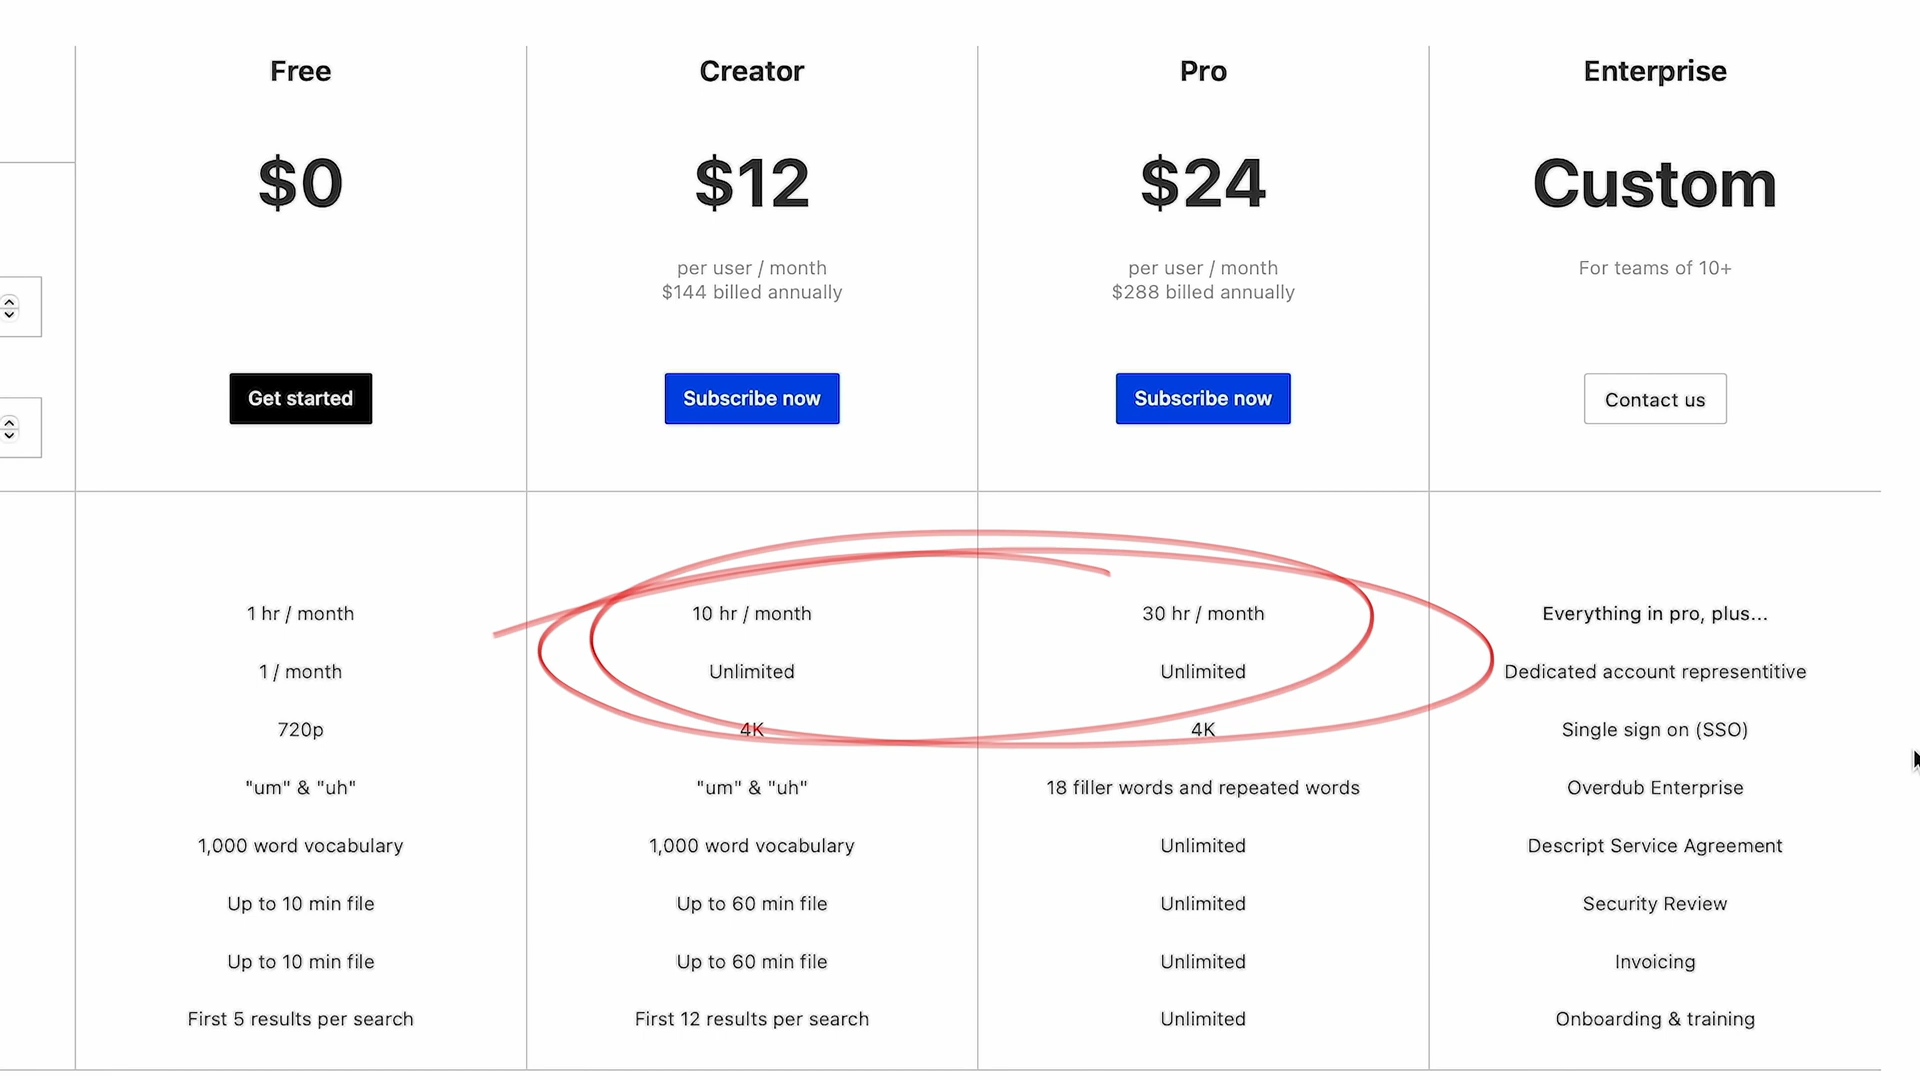 Free
Creator
Pro
Enterprise
$0
$12
$24
Custom
per user / month
$144 billed annually
per user / month
$288 billed annually
For teams of 10+
Get started
Subscribe now
Subscribe now
Contact us
1 hr / month
10 hr / month
30 hr / month
Everything in pro, plus...
1 / month
Unlimited
Unlimited
Dedicated account representitive
720p
4K
4K
Single sign on (SSO)
"um" & "uh"
"um" & "uh"
18 filler words and repeated words
Overdub Enterprise
1,000 word vocabulary
1,000 word vocabulary
Unlimited
Descript Service Agreement
Up to 10 min file
Up to 60 min file
Unlimited
Security Review
Up to 10 min file
Up to 60 min file
Unlimited
Invoicing
First 5 results per search
First 12 results per search
Unlimited
Onboarding & training